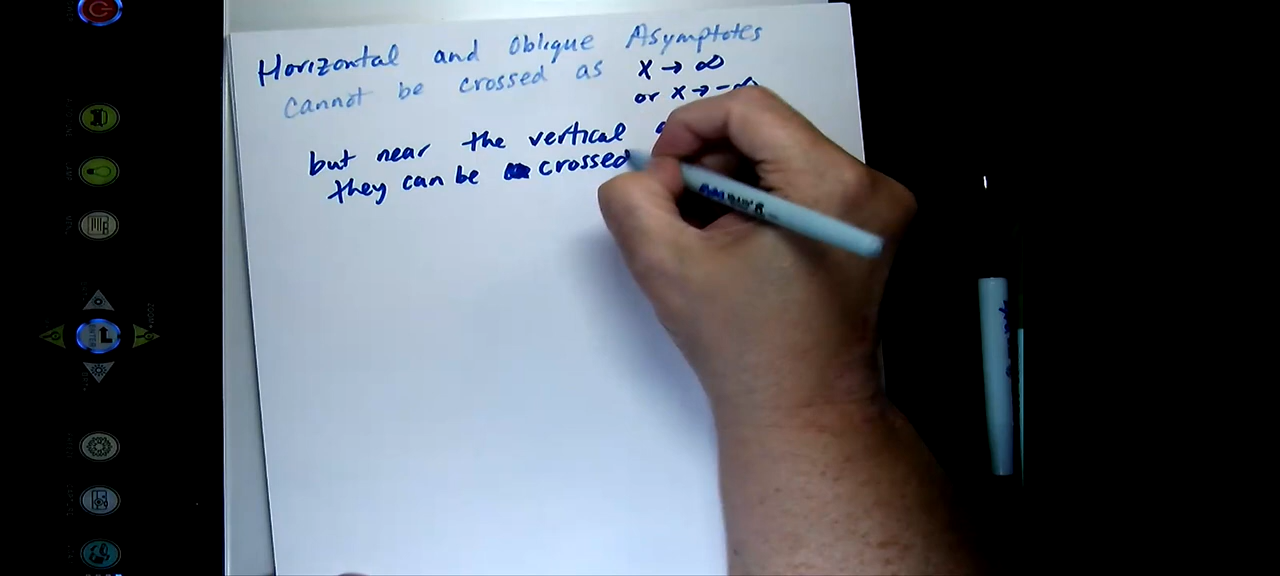 Horizontal and Oblique Asymptotes
cannot be crossed as x → ∞
or x → -∞
but near the vertical
they can be crossed